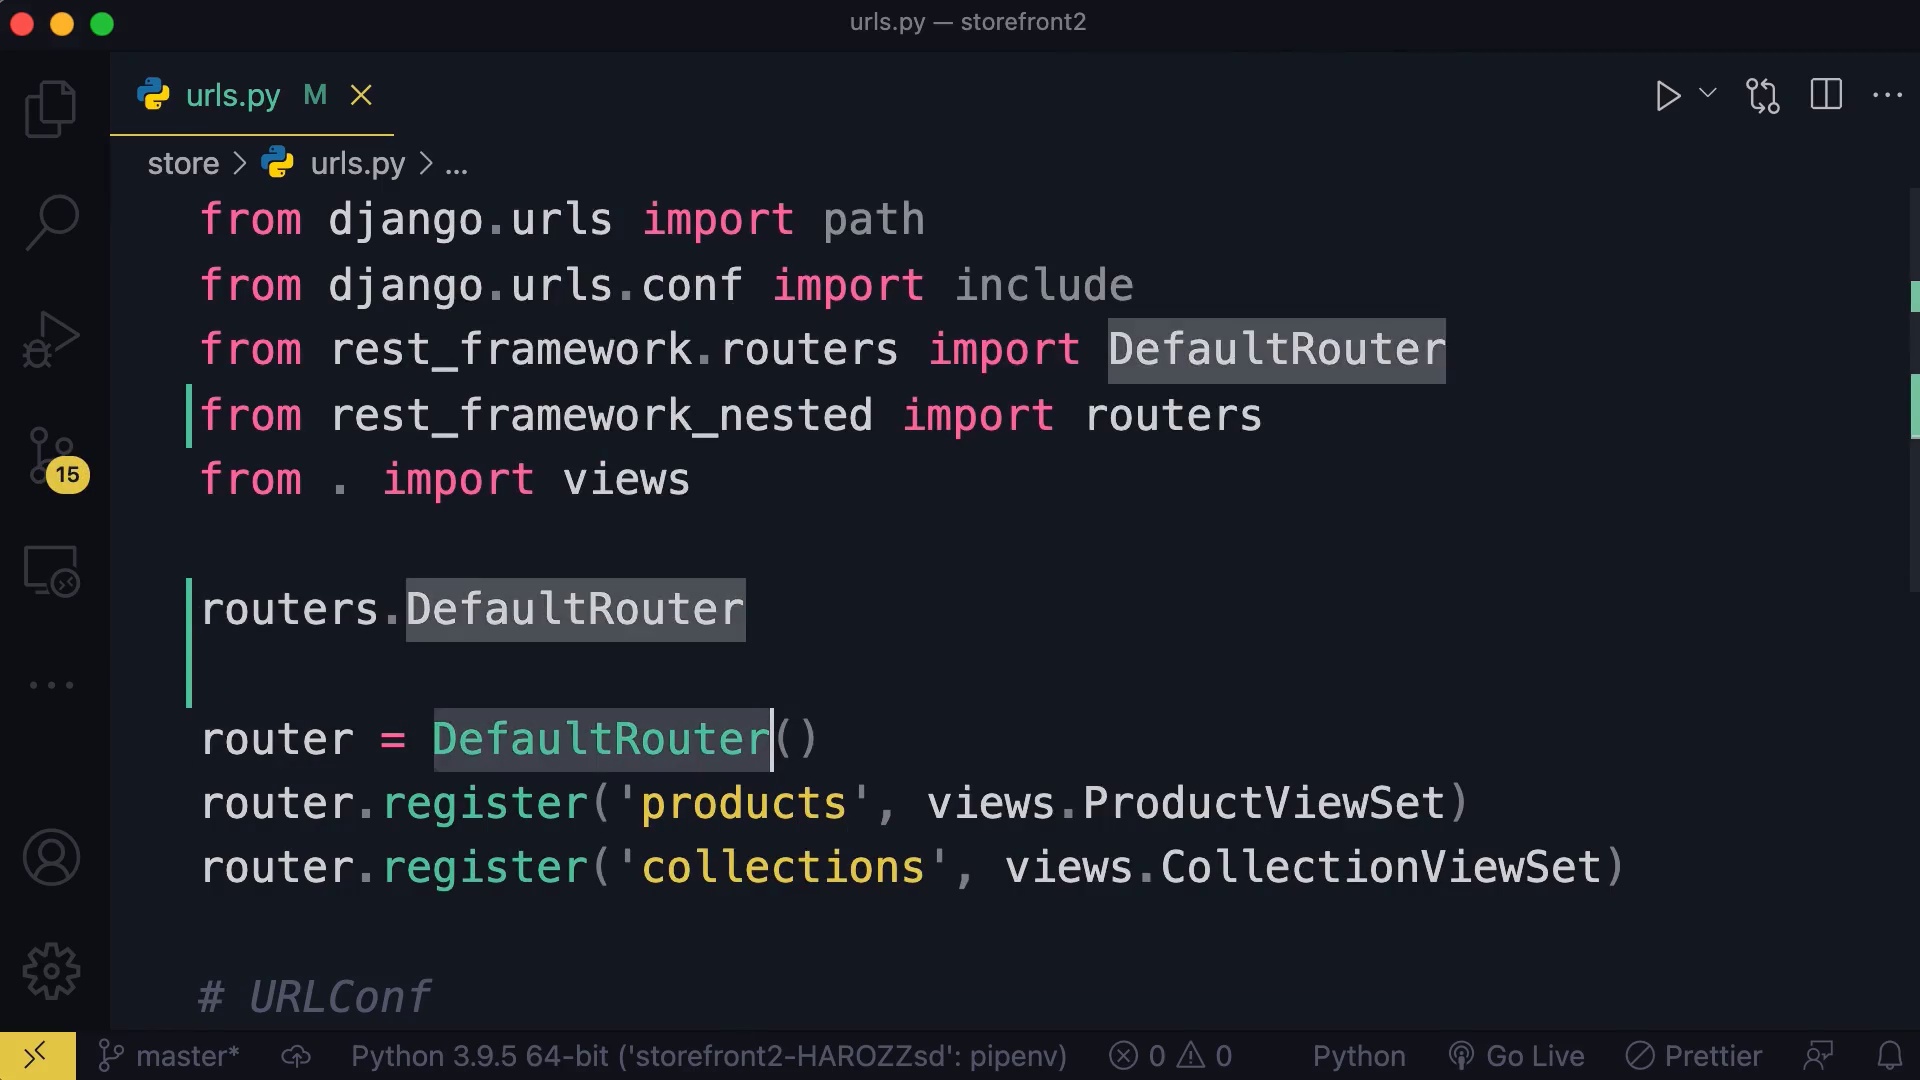 urls.py — storefront2
urls.py M
store > urls.py > ...
from django.urls import path
from django.urls.conf import include
from rest_framework.routers import DefaultRouter
from rest_framework_nested import routers
from . import views
routers.DefaultRouter
router = DefaultRouter()
router.register('products', views.ProductViewSet)
router.register('collections', views.CollectionViewSet)
# URLConf
15
master* Python 3.9.5 64-bit ('storefront2-HAROZZsd': pipenv) 0 0 Python Go Live Prettier